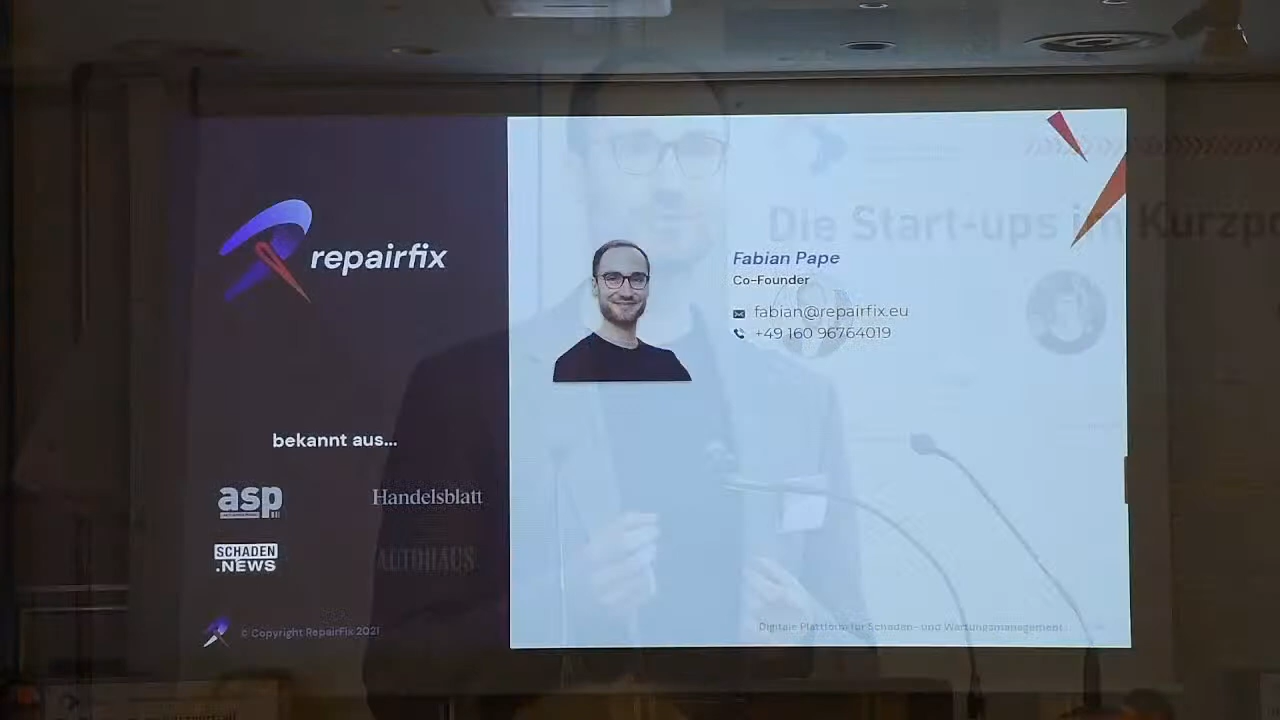 repairfix
bekannt aus...
asp
Handelsblatt
SCHADEN
.NEWS
AUTOHAUS
© Copyright RepairFix 2021
Die Start-ups im
Fabian Pape
Co-Founder
fabian@repairfix.eu
+49 160 96764019
Digitale Plattform für Schaden- und Wartungsmanagement